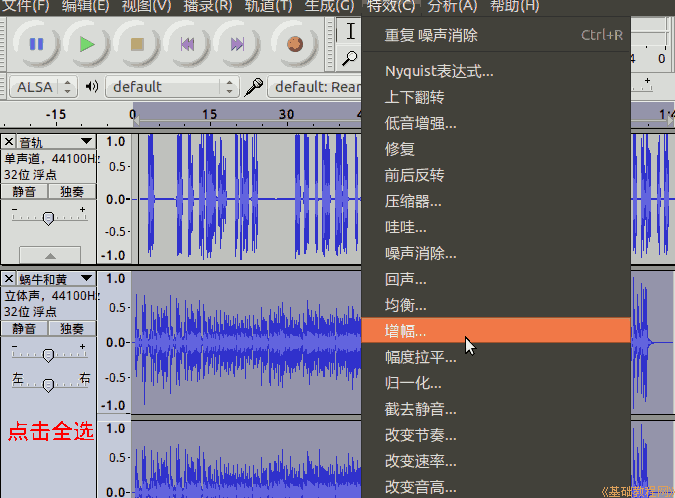 文件(F) 编辑(E) 视图(V) 播录(R) 轨道(T) 生成(G) 特效(C) 分析(A) 帮助(H)
重复 噪声消除 Ctrl+R
Nyquist表达式...
上下翻转
低音增强...
修复
前后反转
压缩器...
哇哇...
噪声消除...
回声...
均衡...
增幅...
幅度拉平...
归一化...
截去静音...
改变节奏...
改变速率...
改变音高...
4 0
ALSA default default: Rear
-15 0 15 30 4 1:4
音轨 1.0
单声道，44100Hz 0.5
32位 浮点
静音 独奏 0.0
- + -0.5
-1.0
蜗牛和黄 1.0
立体声，44100Hz 0.5
32位 浮点
静音 独奏 0.0
- +
左 右 -0.5
-1.0
点击全选 1.0
0.5
0.0